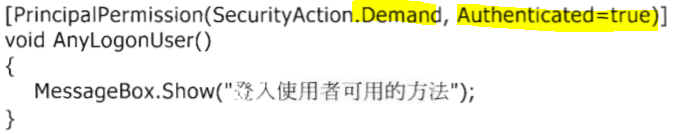 [PrincipalPermission(SecurityAction.Demand, Authenticated=true)]
void AnyLogonUser()
{
MessageBox.Show("登入使用者可用的方法");
}